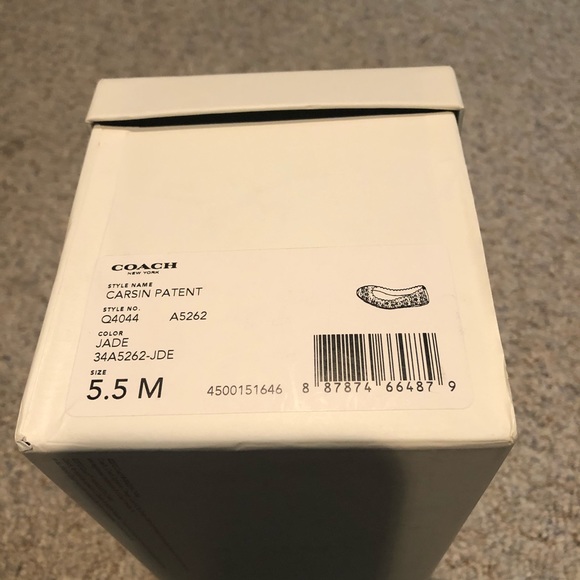 COACH
NEW YORK
STYLE NAME
CARSIN PATENT
STYLE NO.
Q4044 A5262
COLOR
JADE
34A5262-JDE
SIZE
5.5 M
4500151646
8 87874 66487 9